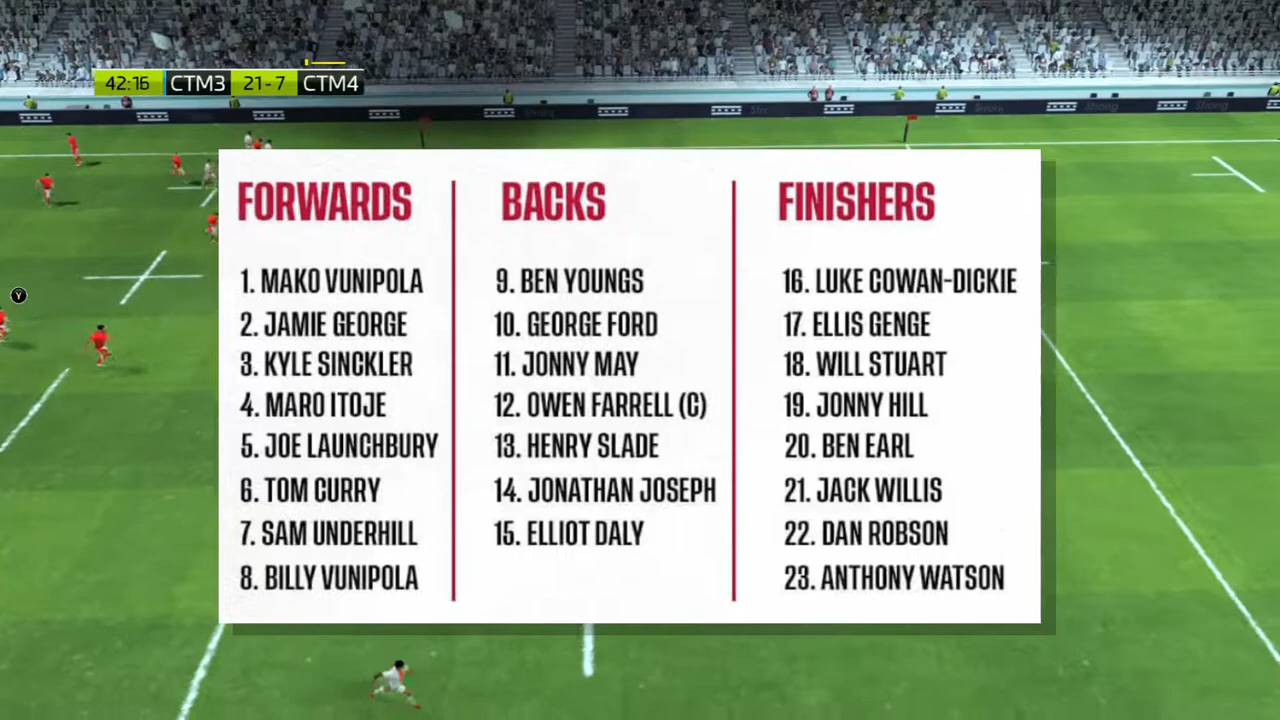 42:16 CTM3 21-7 CTM4
Strong
Strong
Strong
Y
FORWARDS
1. MAKO VUNIPOLA
2. JAMIE GEORGE
3. KYLE SINCKLER
4. MARO ITOJE
5. JOE LAUNCHBURY
6. TOM CURRY
7. SAM UNDERHILL
8. BILLY VUNIPOLA
BACKS
9. BEN YOUNGS
10. GEORGE FORD
11. JONNY MAY
12. OWEN FARRELL (C)
13. HENRY SLADE
14. JONATHAN JOSEPH
15. ELLIOT DALY
FINISHERS
16. LUKE COWAN-DICKIE
17. ELLIS GENGE
18. WILL STUART
19. JONNY HILL
20. BEN EARL
21. JACK WILLIS
22. DAN ROBSON
23. ANTHONY WATSON